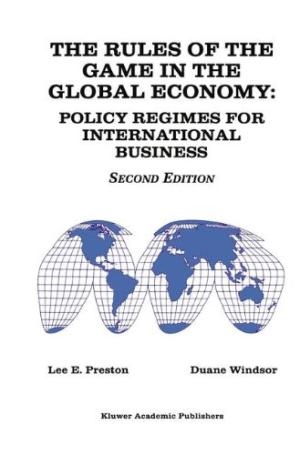 THE RULES OF THE
GAME IN THE
GLOBAL ECONOMY:
POLICY REGIMES FOR
INTERNATIONAL
BUSINESS
SECOND EDITION
Lee E. Preston Duane Windsor
Kluwer Academic Publishers